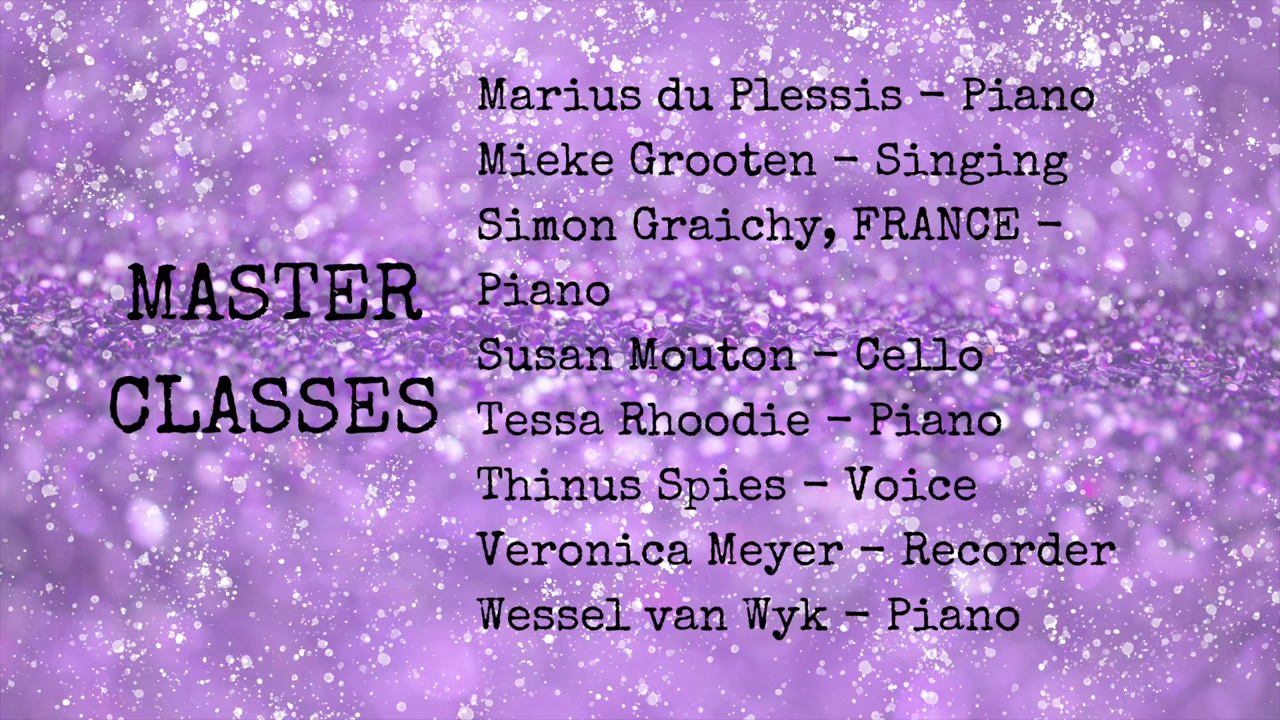 MASTER
CLASSES
Marius du Plessis – Piano
Mieke Grooten – Singing
Simon Graichy, FRANCE –
Piano
Susan Mouton – Cello
Tessa Rhoodie – Piano
Thinus Spies – Voice
Veronica Meyer – Recorder
Wessel van Wyk – Piano